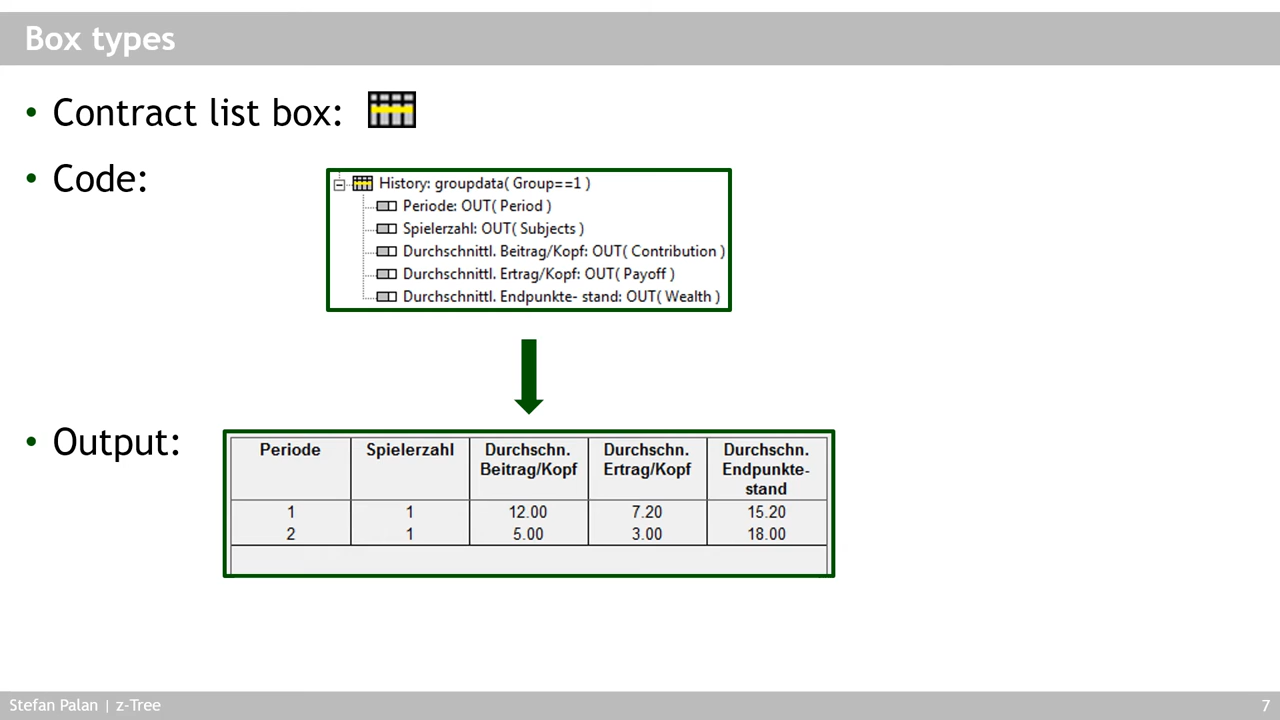 Box types
• Contract list box:
• Code:
History: groupdata( Group==1 )
Periode: OUT( Period )
Spielerzahl: OUT( Subjects )
Durchschnittl. Beitrag/Kopf: OUT( Contribution )
Durchschnittl. Ertrag/Kopf: OUT( Payoff )
Durchschnittl. Endpunkte- stand: OUT( Wealth )
• Output:
Periode Spielerzahl Durchschn. Durchschn. Durchschn.
Beitrag/Kopf Ertrag/Kopf Endpunkte-
stand
1 1 12.00 7.20 15.20
2 1 5.00 3.00 18.00
Stefan Palan | z-Tree 7